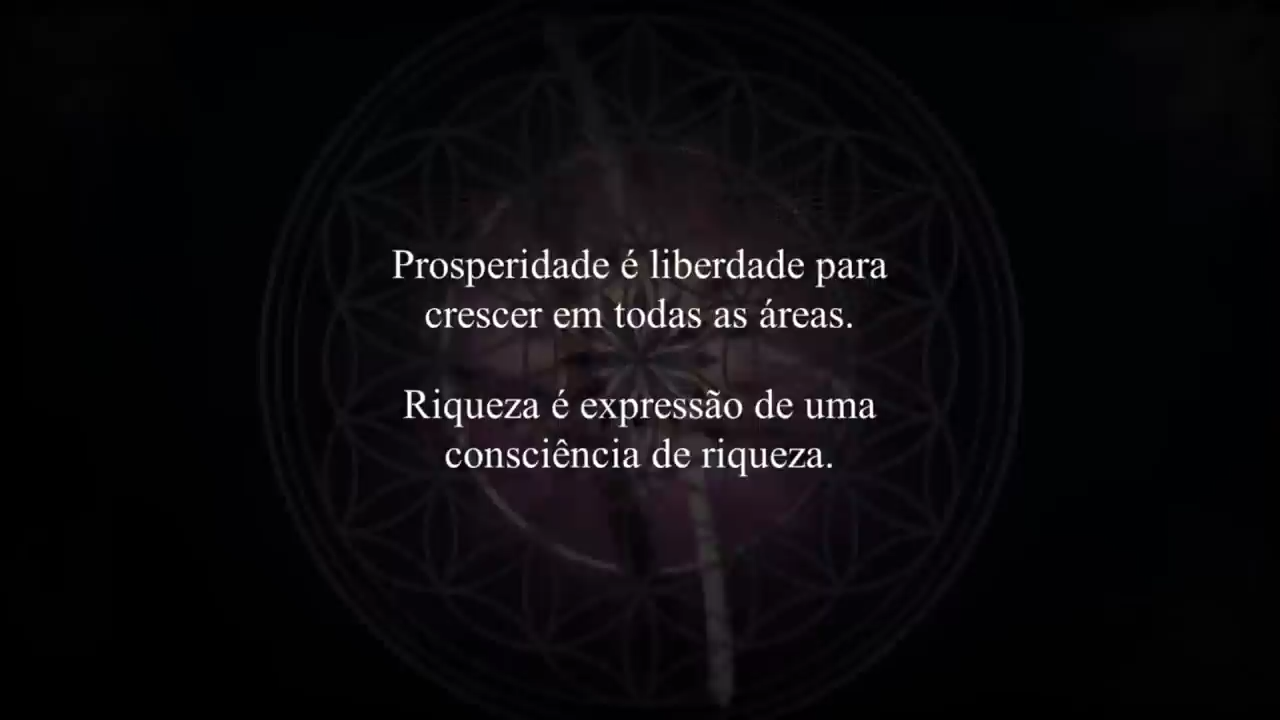 Prosperidade é liberdade para
crescer em todas as áreas.
Riqueza é expressão de uma
consciência de riqueza.